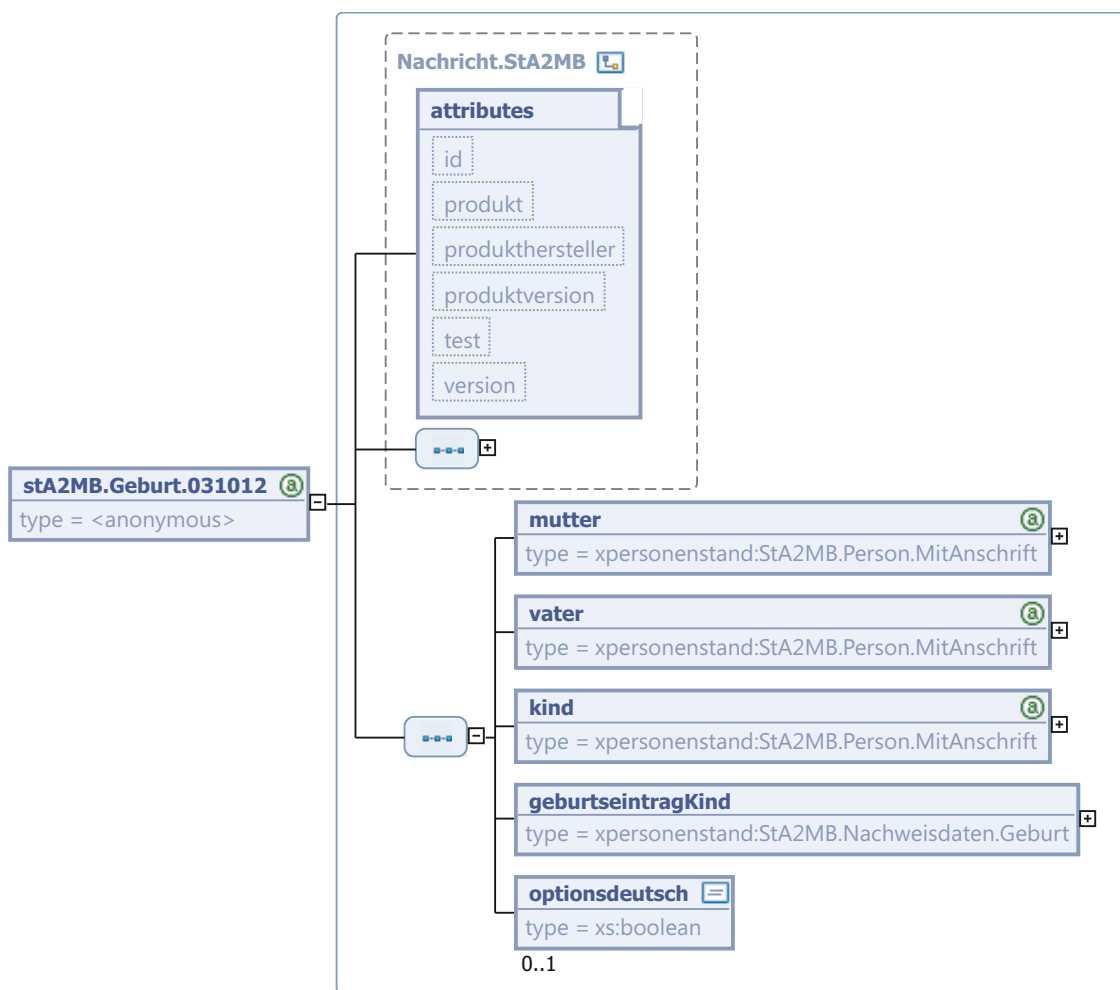 Nachricht.StA2MB
attributes
id
produkt
produkthersteller
produktversion
test
version
stA2MB.Geburt.031012
type = <anonymous>
mutter
type = xpersonenstand:StA2MB.Person.MitAnschrift
vater
type = xpersonenstand:StA2MB.Person.MitAnschrift
kind
type = xpersonenstand:StA2MB.Person.MitAnschrift
geburtseintragKind
type = xpersonenstand:StA2MB.Nachweisdaten.Geburt
optionsdeutsch
type = xs:boolean
0..1